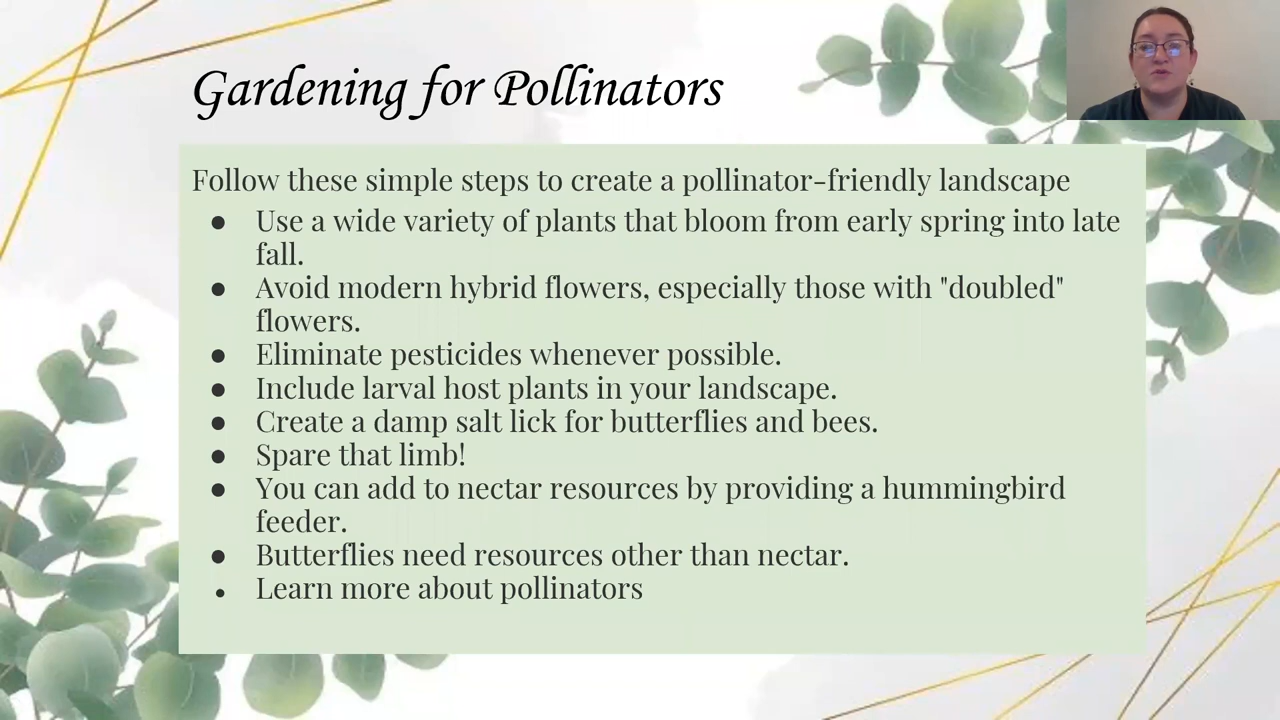 Gardening for Pollinators
Follow these simple steps to create a pollinator-friendly landscape
● Use a wide variety of plants that bloom from early spring into late
fall.
● Avoid modern hybrid flowers, especially those with "doubled"
flowers.
● Eliminate pesticides whenever possible.
● Include larval host plants in your landscape.
● Create a damp salt lick for butterflies and bees.
● Spare that limb!
● You can add to nectar resources by providing a hummingbird
feeder.
● Butterflies need resources other than nectar.
• Learn more about pollinators